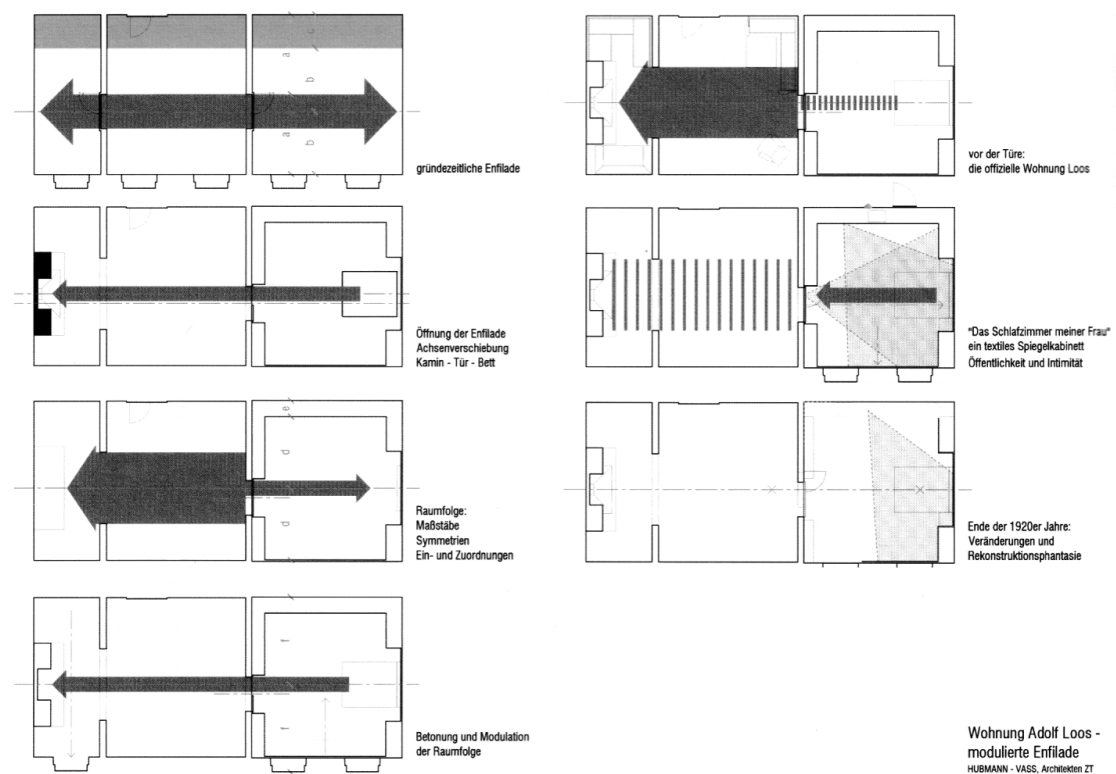 a
c
b
a
b
gründezeitliche Enfilade
Öffnung der Enfilade
Achsenverschiebung
Kamin - Tür - Bett
e
d
d
Raumfolge:
Maßstäbe
Symmetrien
Ein- und Zuordnungen
f
f
Betonung und Modulation
der Raumfolge
vor der Türe:
die offizielle Wohnung Loos
"Das Schlafzimmer meiner Frau"
ein textiles Spiegelkabinett
Öffentlichkeit und Intimität
Ende der 1920er Jahre:
Veränderungen und
Rekonstruktionsphantasie
Wohnung Adolf Loos -
modulierte Enfilade
HUBMANN - VASS, Architekten ZT